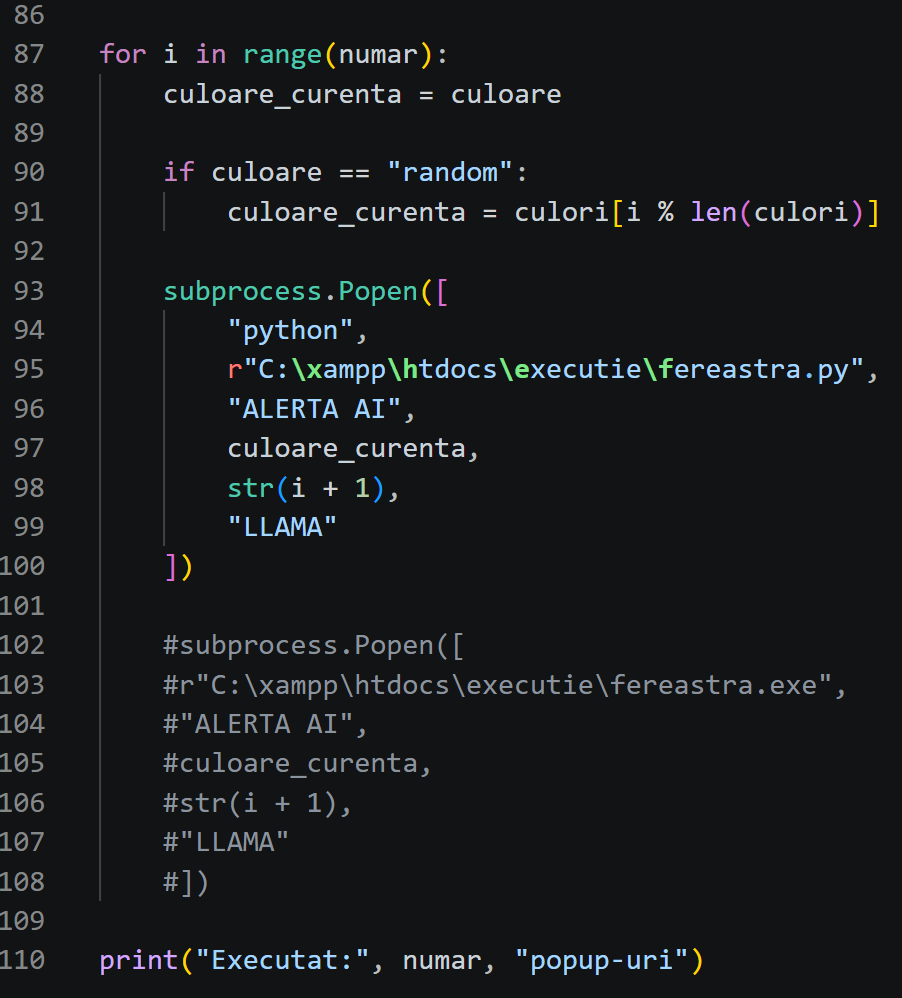 86
87 for i in range(numar):
88 culoare_curenta = culoare
89
90 if culoare == "random":
91 culoare_curenta = culori[i % len(culori)]
92
93 subprocess.Popen([
94 "python",
95 r"C:\xampp\htdocs\executie\fereastra.py",
96 "ALERTA AI",
97 culoare_curenta,
98 str(i + 1),
99 "LLAMA"
100 ])
101
102 #subprocess.Popen([
103 #r"C:\xampp\htdocs\executie\fereastra.exe",
104 #"ALERTA AI",
105 #culoare_curenta,
106 #str(i + 1),
107 #"LLAMA"
108 #])
109
110 print("Executat:", numar, "popup-uri")